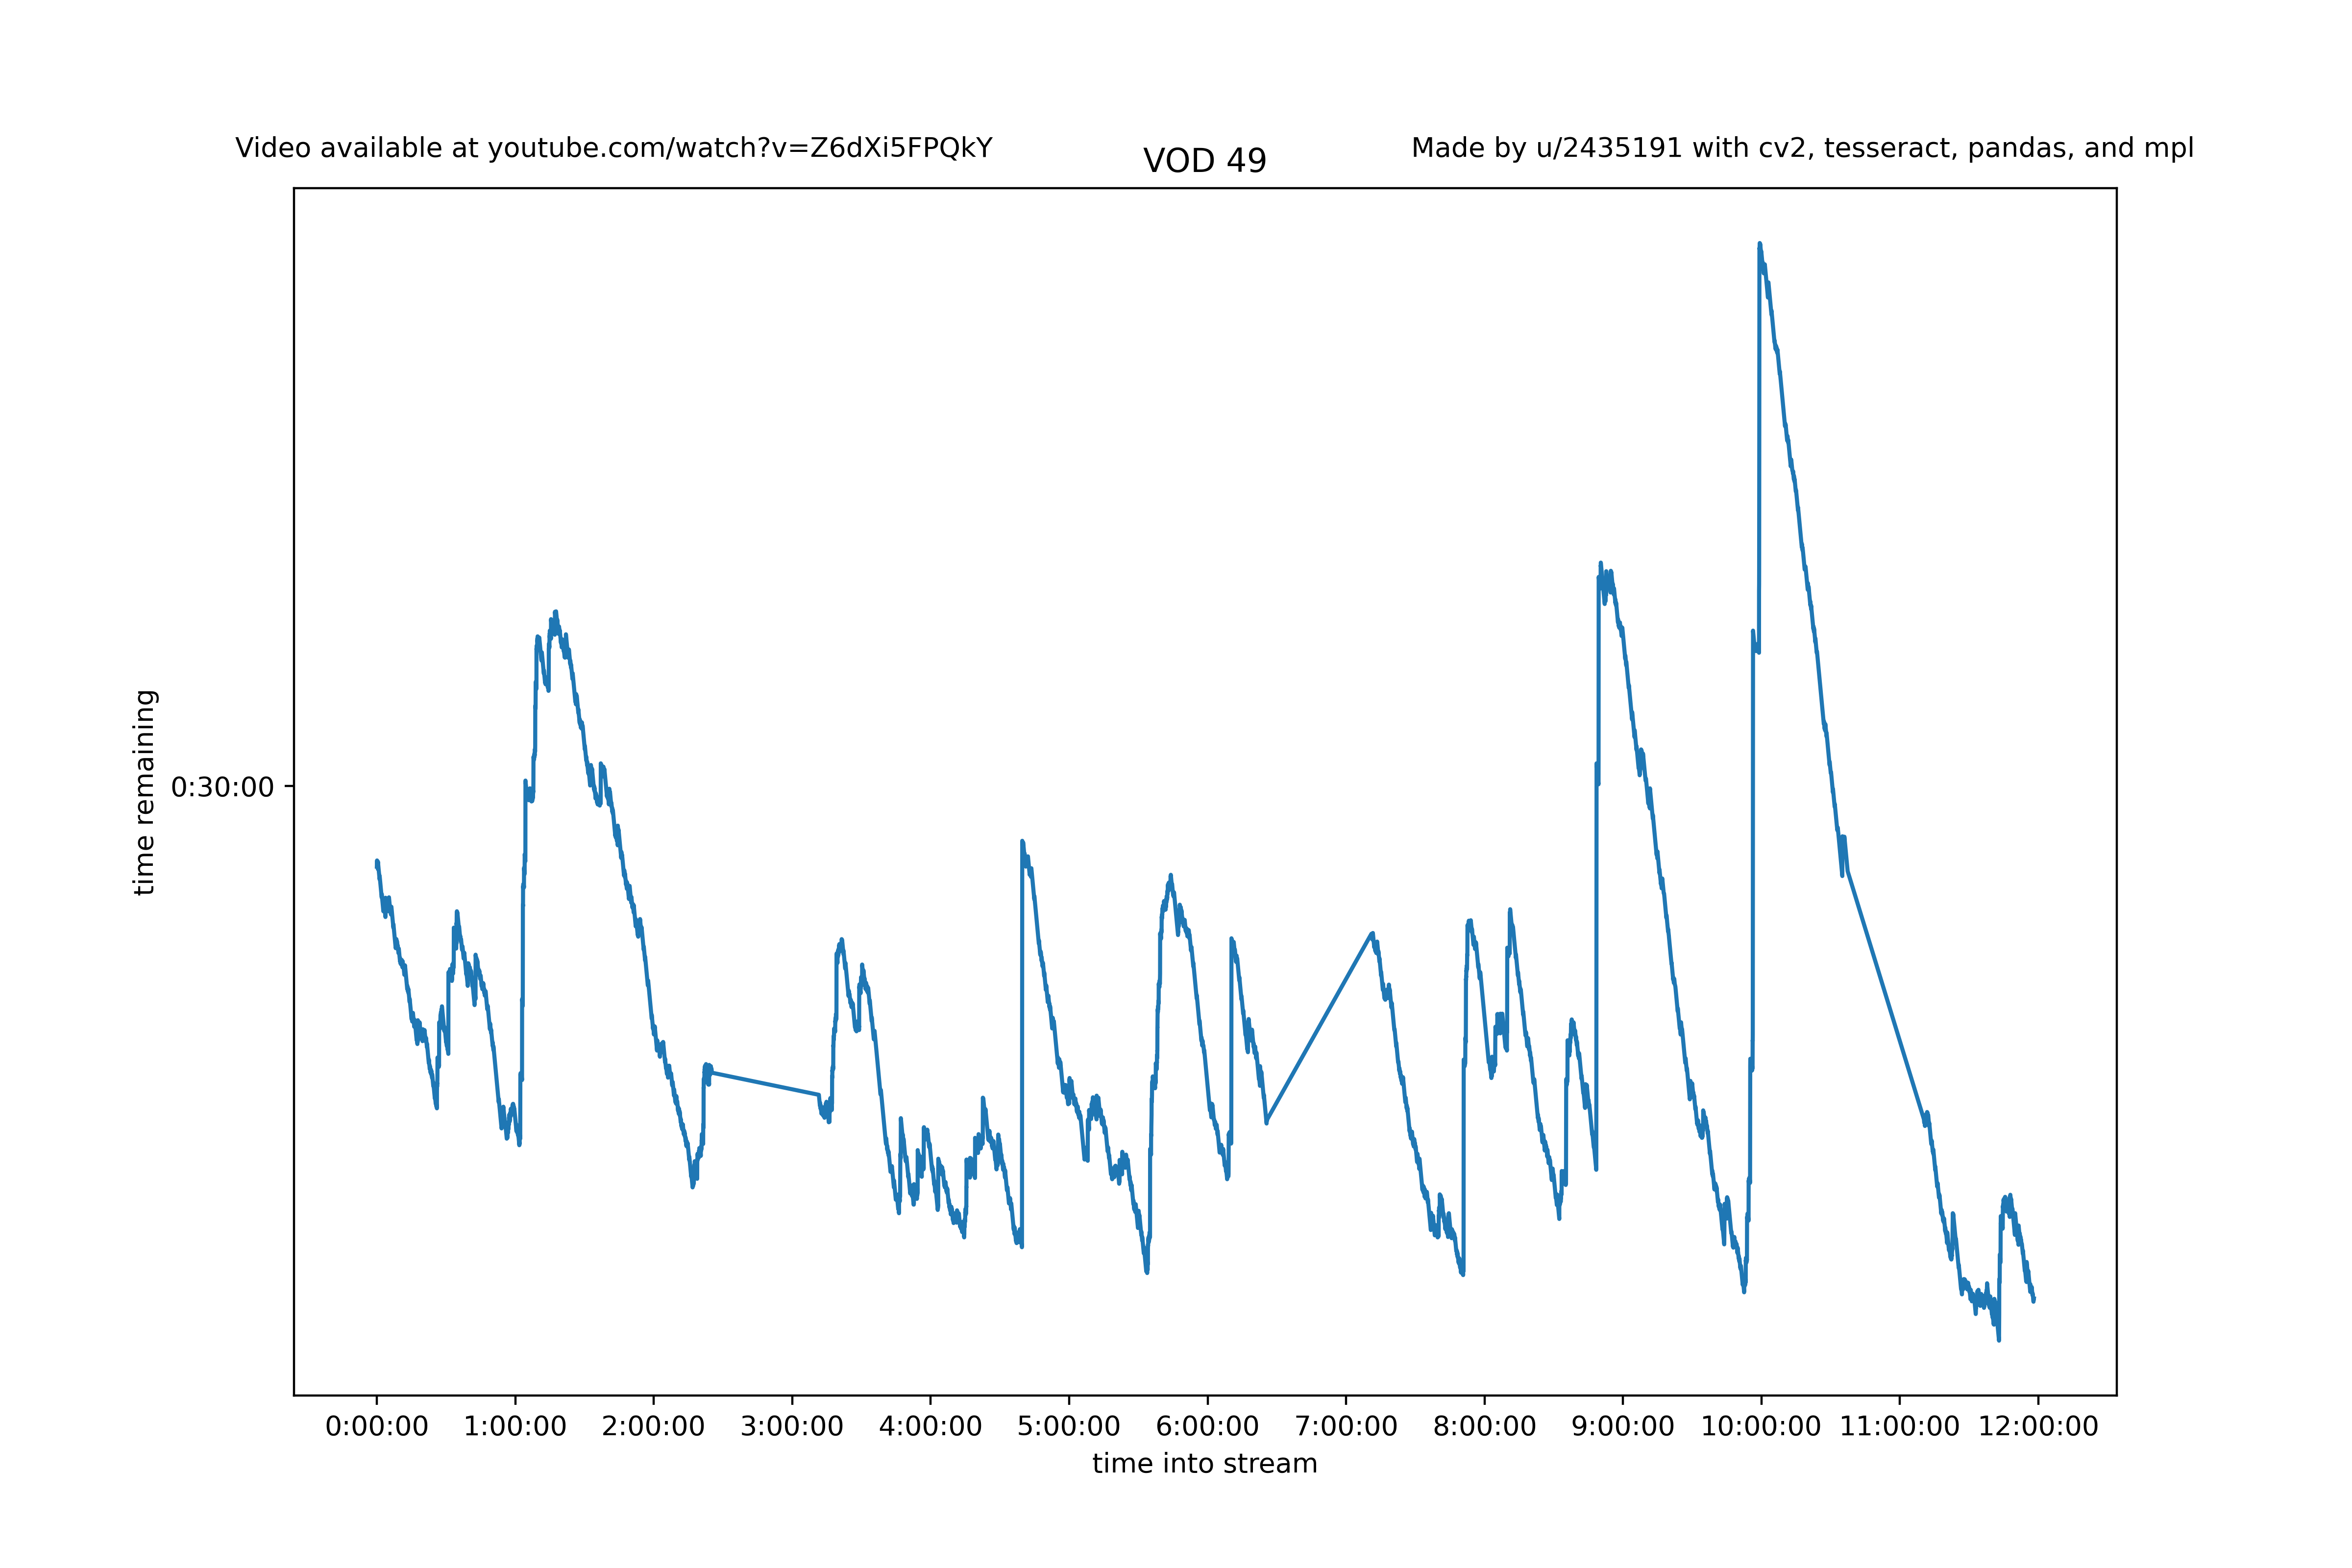 Video available at youtube.com/watch?v=Z6dXi5FPQkY
VOD 49
Made by u/2435191 with cv2, tesseract, pandas, and mpl
time remaining
0:30:00
0:00:00 1:00:00 2:00:00 3:00:00 4:00:00 5:00:00 6:00:00 7:00:00 8:00:00 9:00:00 10:00:00 11:00:00 12:00:00
time into stream